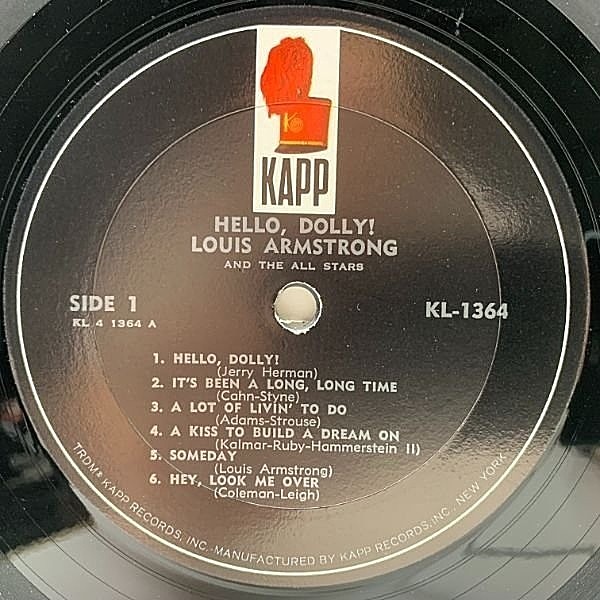 K
KAPP
HELLO, DOLLY!
LOUIS ARMSTRONG
AND THE ALL STARS
SIDE 1
KL 4 1364 A
KL-1364
1. HELLO, DOLLY!
(Jerry Herman)
2. IT'S BEEN A LONG, LONG TIME
(Cahn-Styne)
3. A LOT OF LIVIN' TO DO
(Adams-Strouse)
4. A KISS TO BUILD A DREAM ON
(Kalmar-Ruby-Hammerstein II)
5. SOMEDAY
(Louis Armstrong)
6. HEY, LOOK ME OVER
(Coleman-Leigh)
TRDMK KAPP RECORDS, INC.-MANUFACTURED BY KAPP RECORDS, INC., NEW YORK